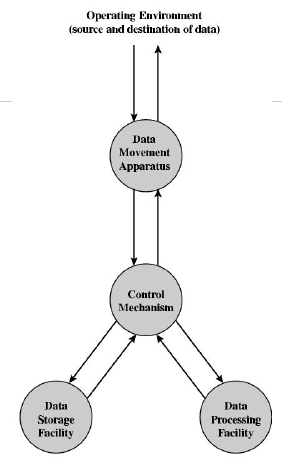 Operating Environment
(source and destination of data)
Data
Movement
Apparatus
Control
Mechanism
Data
Storage
Facility
Data
Processing
Facility